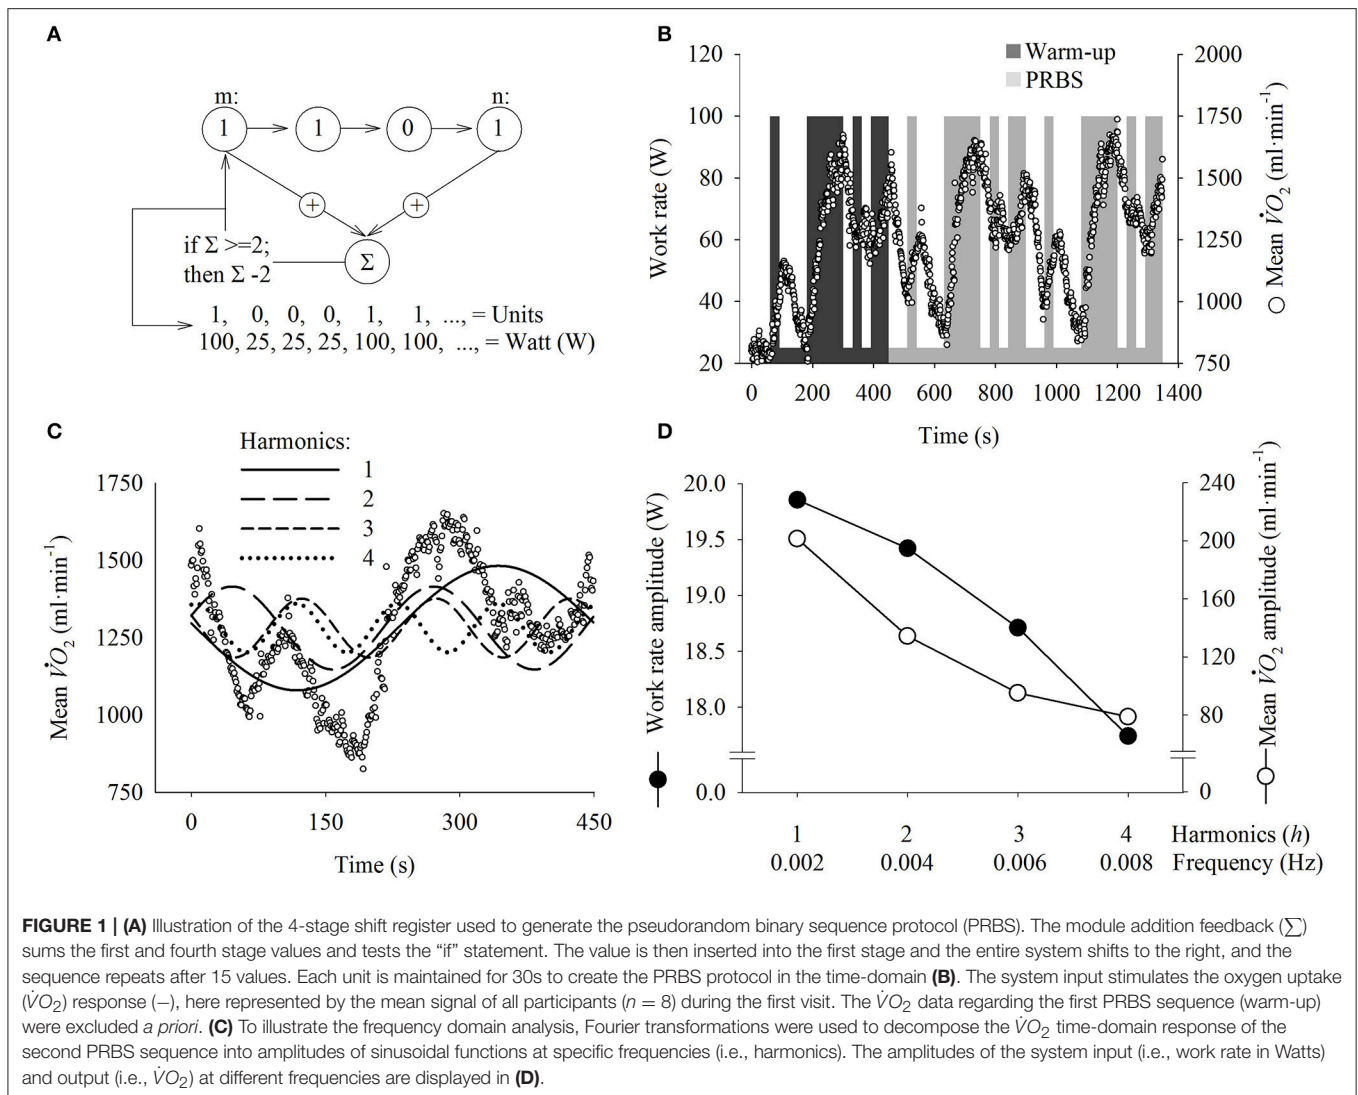 A
m:
n:
1
1
0
1
+
+
Σ
if Σ >=2;
then Σ -2
1, 0, 0, 0, 1, 1, ..., = Units
100, 25, 25, 25, 100, 100, ..., = Watt (W)
B
Warm-up
PRBS
120
100
80
60
40
20
Work rate (W)
2000
1750
1500
1250
1000
750
Mean V̇O₂ (ml·min⁻¹)
0 200 400 600 800 1000 1200 1400
Time (s)
C
Harmonics:
1
2
3
4
1750
1500
1250
1000
750
Mean V̇O₂ (ml·min⁻¹)
0 150 300 450
Time (s)
D
20.0
19.5
19.0
18.5
18.0
0.0
Work rate amplitude (W)
240
200
160
120
80
0
Mean V̇O₂ amplitude (ml·min⁻¹)
1 2 3 4 Harmonics (h)
0.002 0.004 0.006 0.008 Frequency (Hz)
FIGURE 1 | (A) Illustration of the 4-stage shift register used to generate the pseudorandom binary sequence protocol (PRBS). The module addition feedback (∑)
sums the first and fourth stage values and tests the “if” statement. The value is then inserted into the first stage and the entire system shifts to the right, and the
sequence repeats after 15 values. Each unit is maintained for 30s to create the PRBS protocol in the time-domain (B). The system input stimulates the oxygen uptake
(V̇O₂) response (–), here represented by the mean signal of all participants (n = 8) during the first visit. The V̇O₂ data regarding the first PRBS sequence (warm-up)
were excluded a priori. (C) To illustrate the frequency domain analysis, Fourier transformations were used to decompose the V̇O₂ time-domain response of the
second PRBS sequence into amplitudes of sinusoidal functions at specific frequencies (i.e., harmonics). The amplitudes of the system input (i.e., work rate in Watts)
and output (i.e., V̇O₂) at different frequencies are displayed in (D).